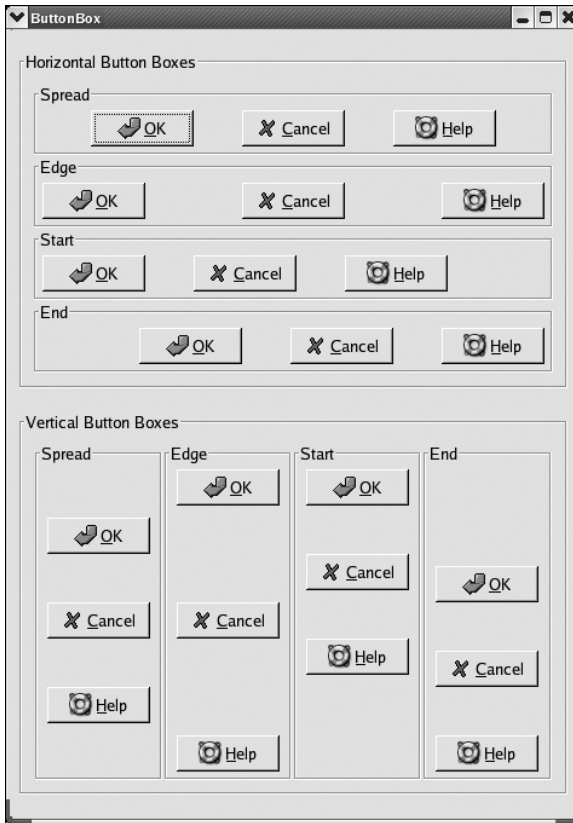 ButtonBox
Horizontal Button Boxes
Spread
OK Cancel Help
Edge
OK Cancel Help
Start
OK Cancel Help
End
OK Cancel Help
Vertical Button Boxes
Spread
OK
Cancel
Help
Edge
OK
Cancel
Help
Start
OK
Cancel
Help
End
OK
Cancel
Help